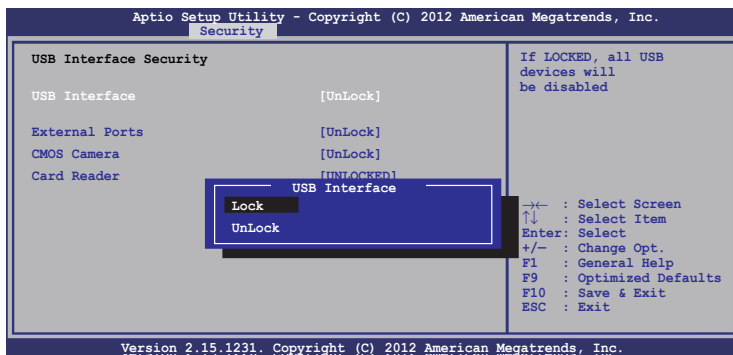 Aptio Setup Utility - Copyright (C) 2012 American Megatrends, Inc.
Security
USB Interface Security
USB Interface [UnLock]
External Ports [UnLock]
CMOS Camera [UnLock]
Card Reader [UNLOCKED]
USB Interface
Lock
UnLock
If LOCKED, all USB
devices will
be disabled
→← : Select Screen
↑↓ : Select Item
Enter: Select
+/— : Change Opt.
F1 : General Help
F9 : Optimized Defaults
F10 : Save & Exit
ESC : Exit
Version 2.15.1231. Copyright (C) 2012 American Megatrends, Inc.